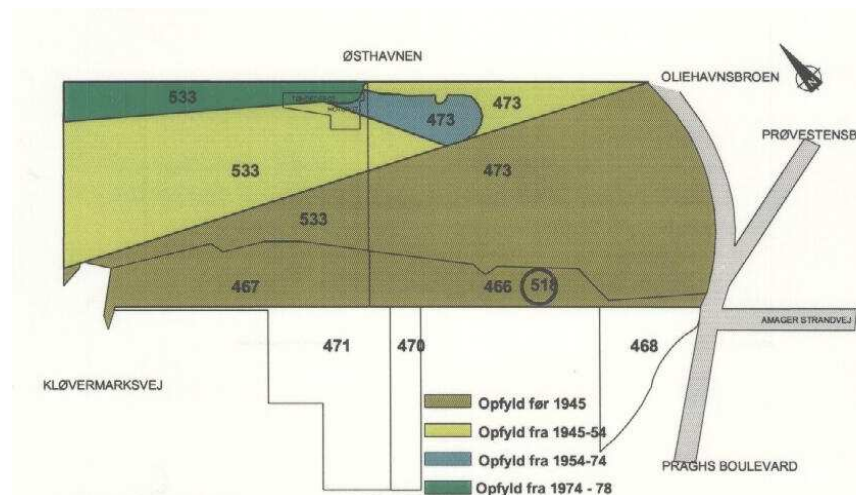 ØSTHAVNEN
OLIEHAVNSBROEN
533
473
473
PRØVESTENSB
533
473
533
467
466
518
AMAGER STRANDVEJ
471
470
468
KLØVERMARKSVEJ
Opfyld før 1945
Opfyld fra 1945-54
Opfyld fra 1954-74
PRAGHS BOULEVARD
Opfyld fra 1974 - 78